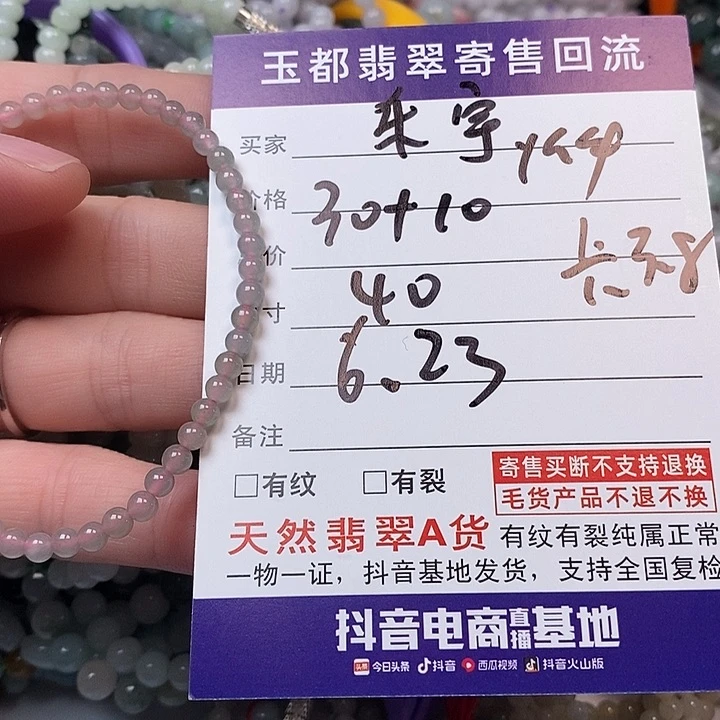 玉都翡翠寄售回流
买家 朱宇
价格 30+10
价 40
寸
日期 6.23
备注
□有纹 □有裂
寄售买断不支持退换
毛货产品不退不换
天然翡翠A货 有纹有裂纯属正常
一物一证，抖音基地发货，支持全国复检
抖音电商直播基地
头条 今日头条 抖音 西瓜视频 抖音火山版